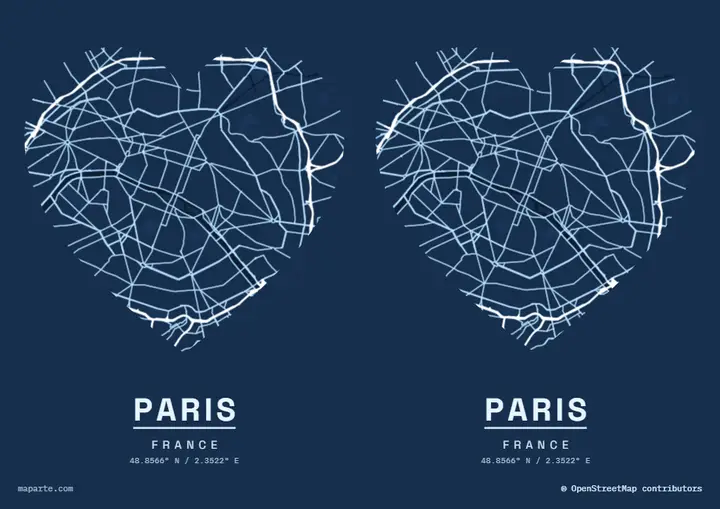 PARIS
FRANCE
48.8566° N / 2.3522° E
PARIS
FRANCE
48.8566° N / 2.3522° E
maparte.com
© OpenStreetMap contributors